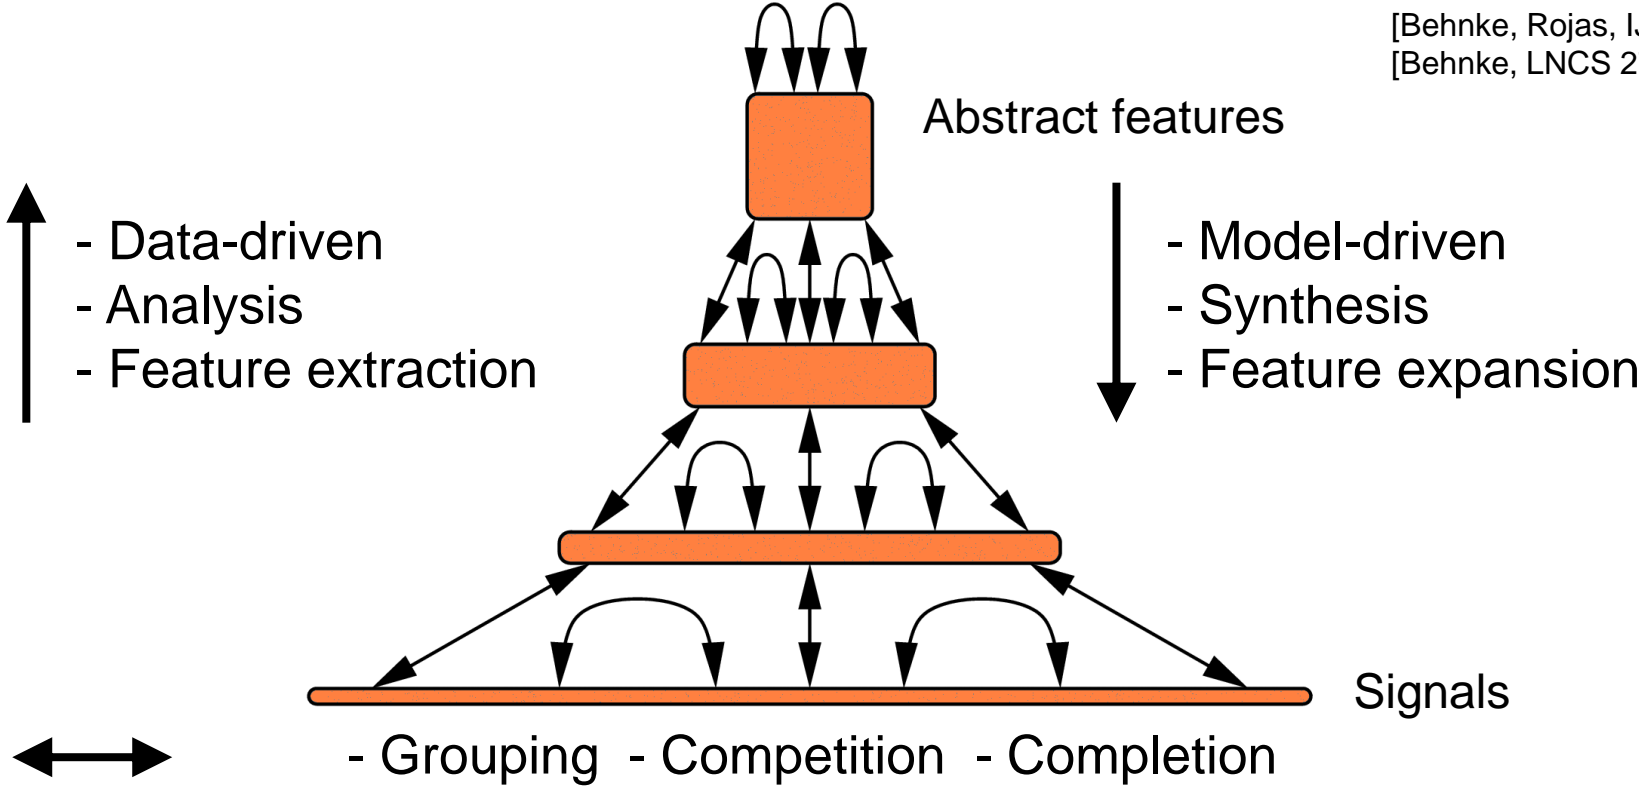 [Behnke, Rojas,
[Behnke, LNCS
Abstract features
- Data-driven
- Analysis
- Feature extraction
- Model-driven
- Synthesis
- Feature expansion
Signals
- Grouping - Competition - Completion